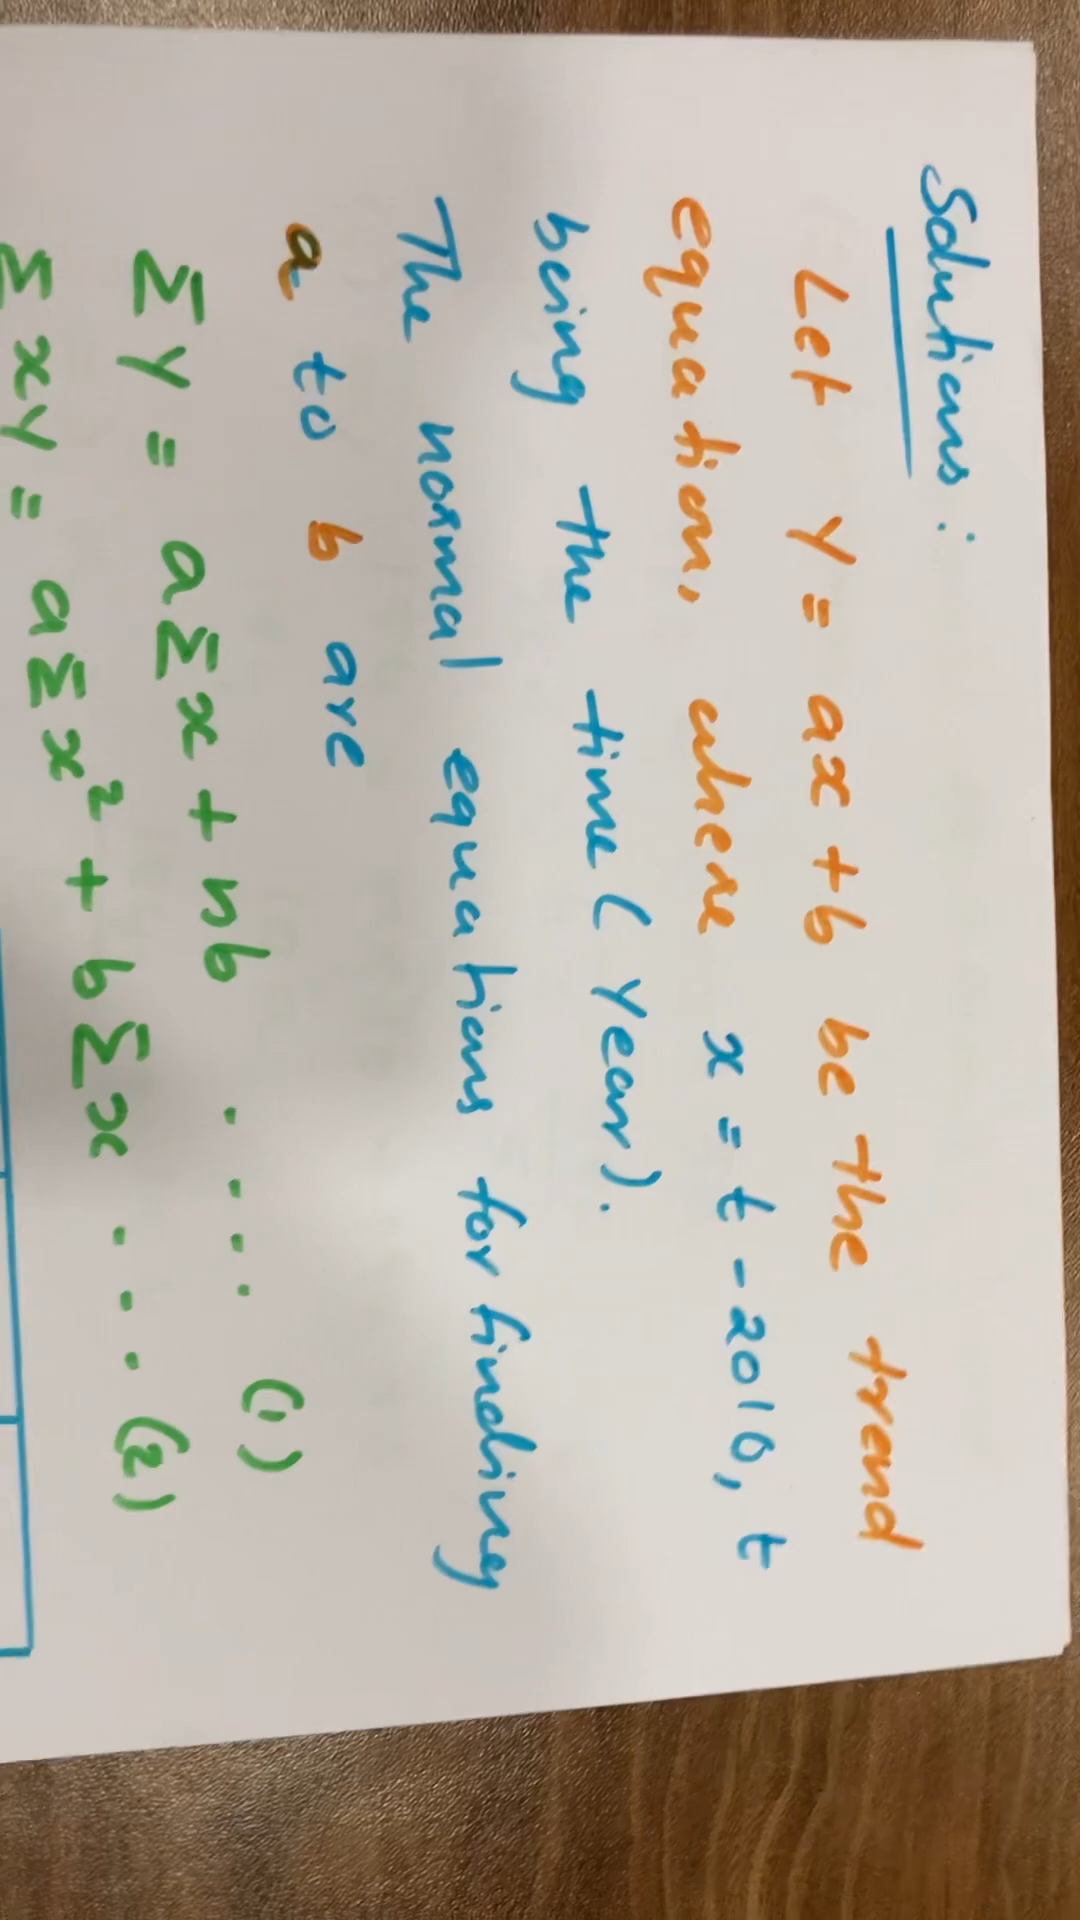 Solutions:
Let y = ax + b be the trend
equation, where x = t - 2016, t
being the time (year).
The normal equations for finding
a to b are
Σy = aΣx + nb .... (1)
Σxy = aΣx² + bΣx ... (2)